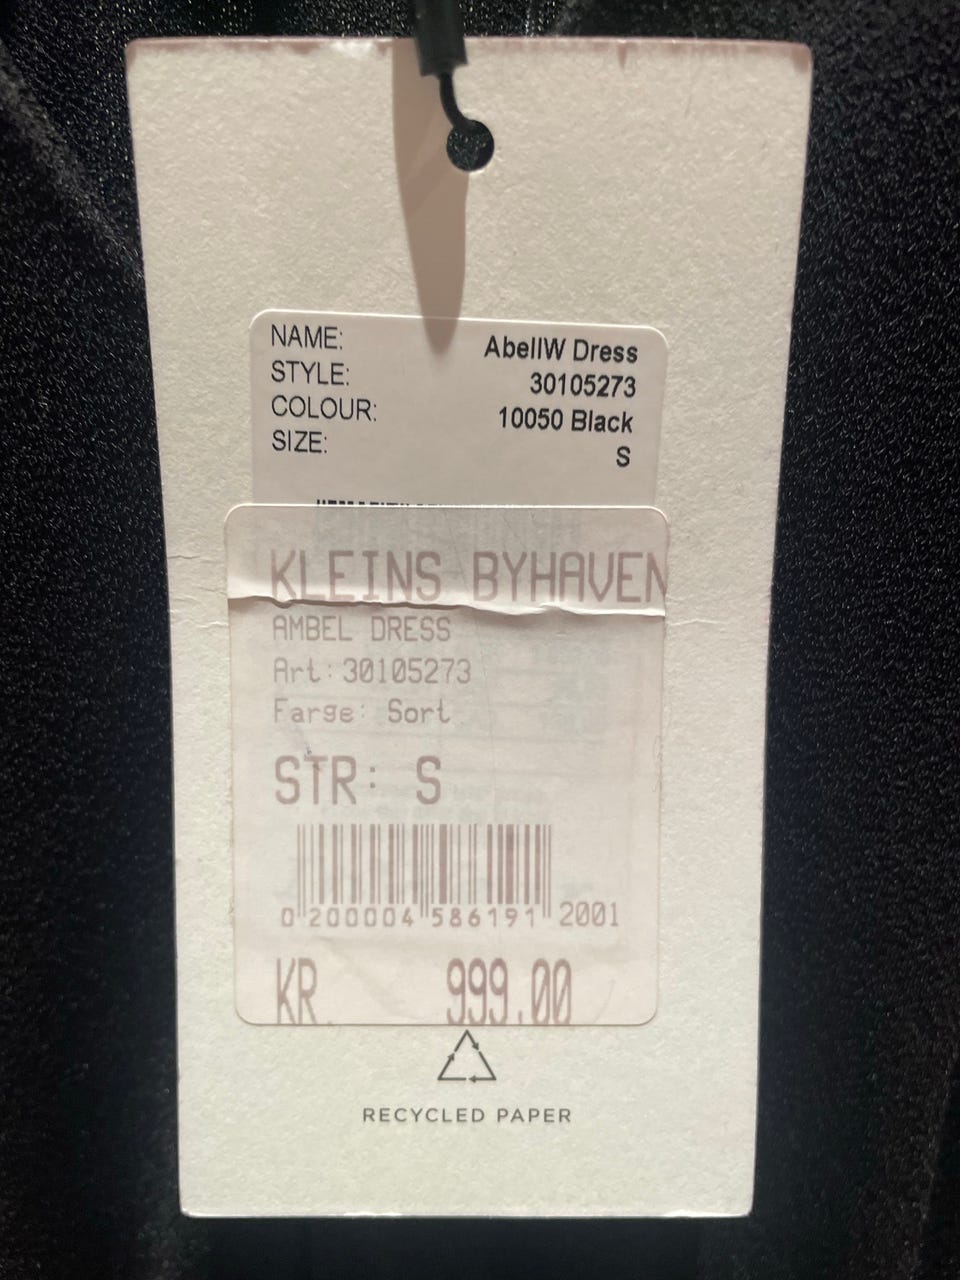 NAME: AbelIW Dress
STYLE: 30105273
COLOUR: 10050 Black
SIZE: S
KLEINS BYHAVEN
AMBEL DRESS
Art: 30105273
Farge: Sort
STR: S
0 200004 586191 2001
KR. 999.00
RECYCLED PAPER